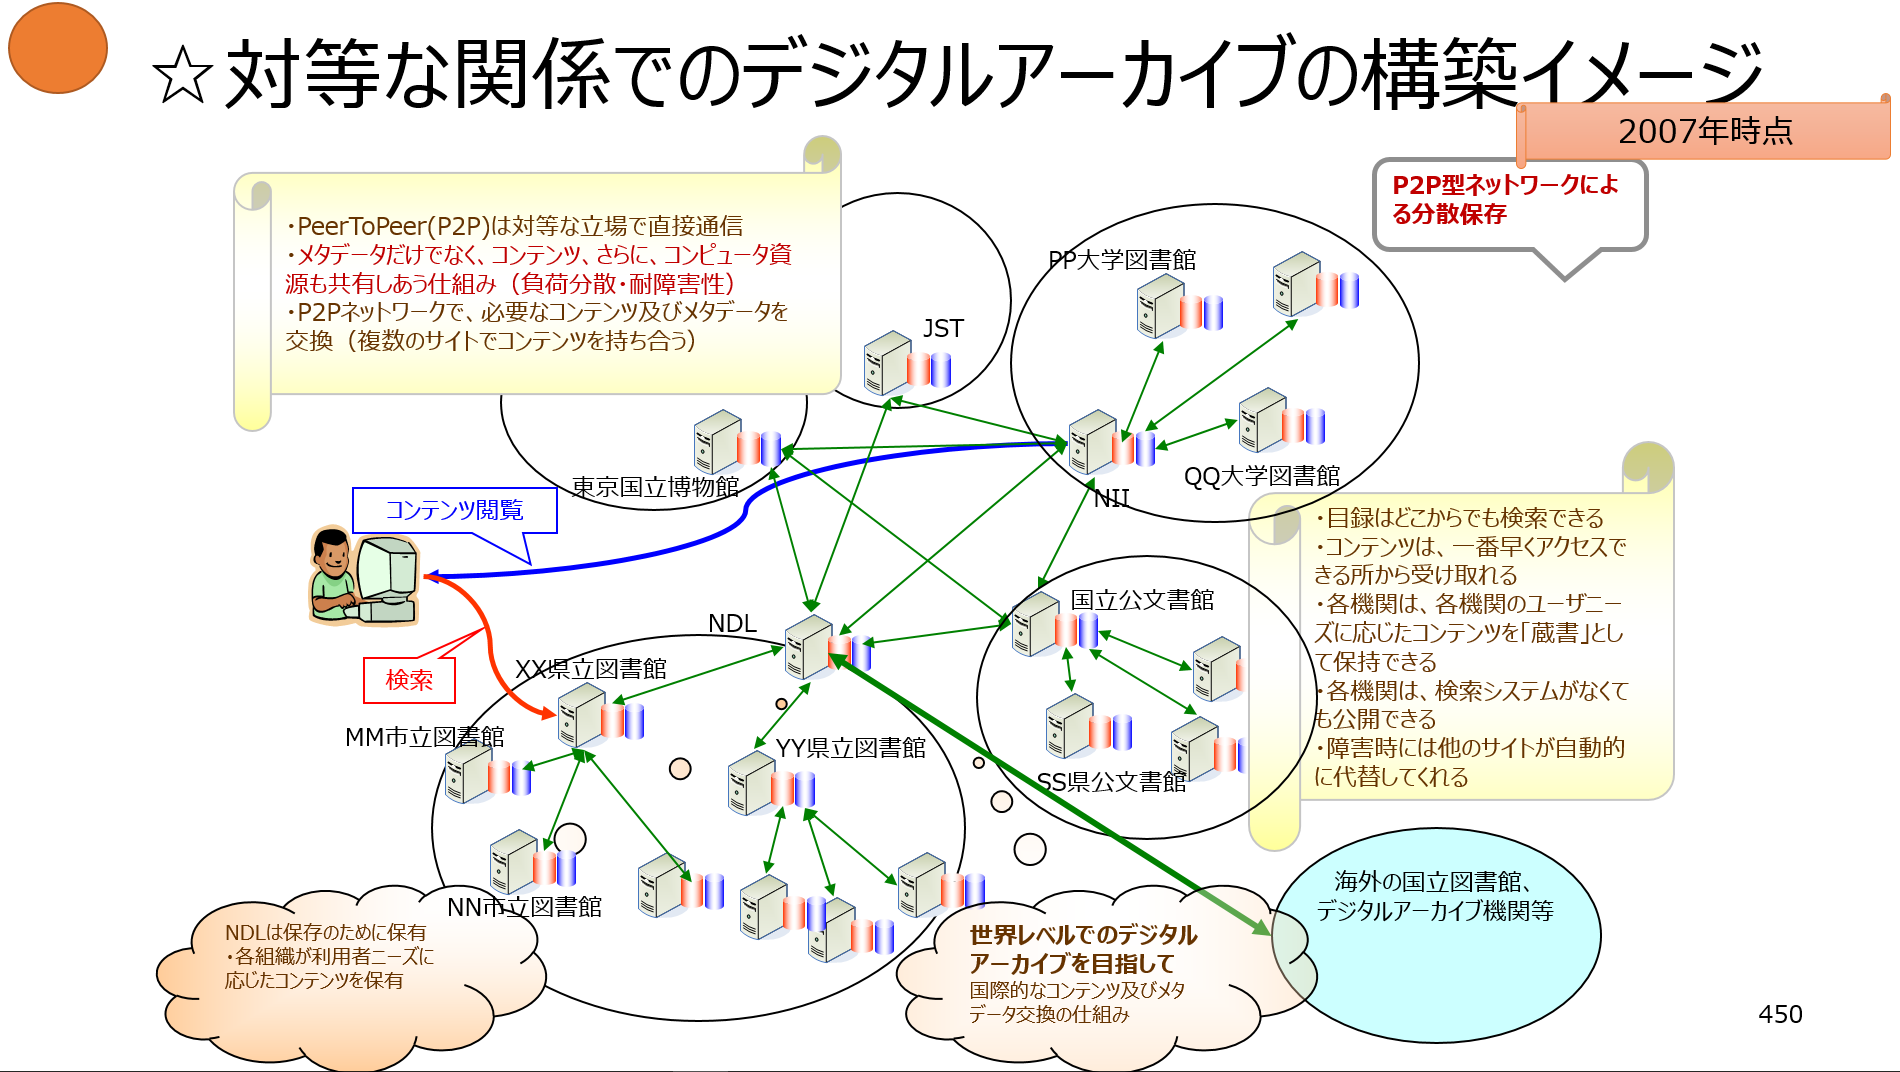 ☆対等な関係でのデジタルアーカイブの構築イメージ
2007年時点
P2P型ネットワークによ
る分散保存
・PeerToPeer(P2P)は対等な立場で直接通信
・メタデータだけでなく、コンテンツ、さらに、コンピュータ資
源も共有しあう仕組み（負荷分散・耐障害性）
・P2Pネットワークで、必要なコンテンツ及びメタデータを
交換（複数のサイトでコンテンツを持ち合う）
JST
PP大学図書館
QQ大学図書館
NII
東京国立博物館
コンテンツ閲覧
検索
・目録はどこからでも検索できる
・コンテンツは、一番早くアクセスで
きる所から受け取れる
・各機関は、各機関のユーザニー
ズに応じたコンテンツを「蔵書」とし
て保持できる
・各機関は、検索システムがなくて
も公開できる
・障害時には他のサイトが自動的
に代替してくれる
国立公文書館
SS県公文書館
NDL
XX県立図書館
MM市立図書館
YY県立図書館
NN市立図書館
NDLは保存のために保有
・各組織が利用者ニーズに
応じたコンテンツを保有
世界レベルでのデジタル
アーカイブを目指して
国際的なコンテンツ及びメタ
データ交換の仕組み
海外の国立図書館、
デジタルアーカイブ機関等
450